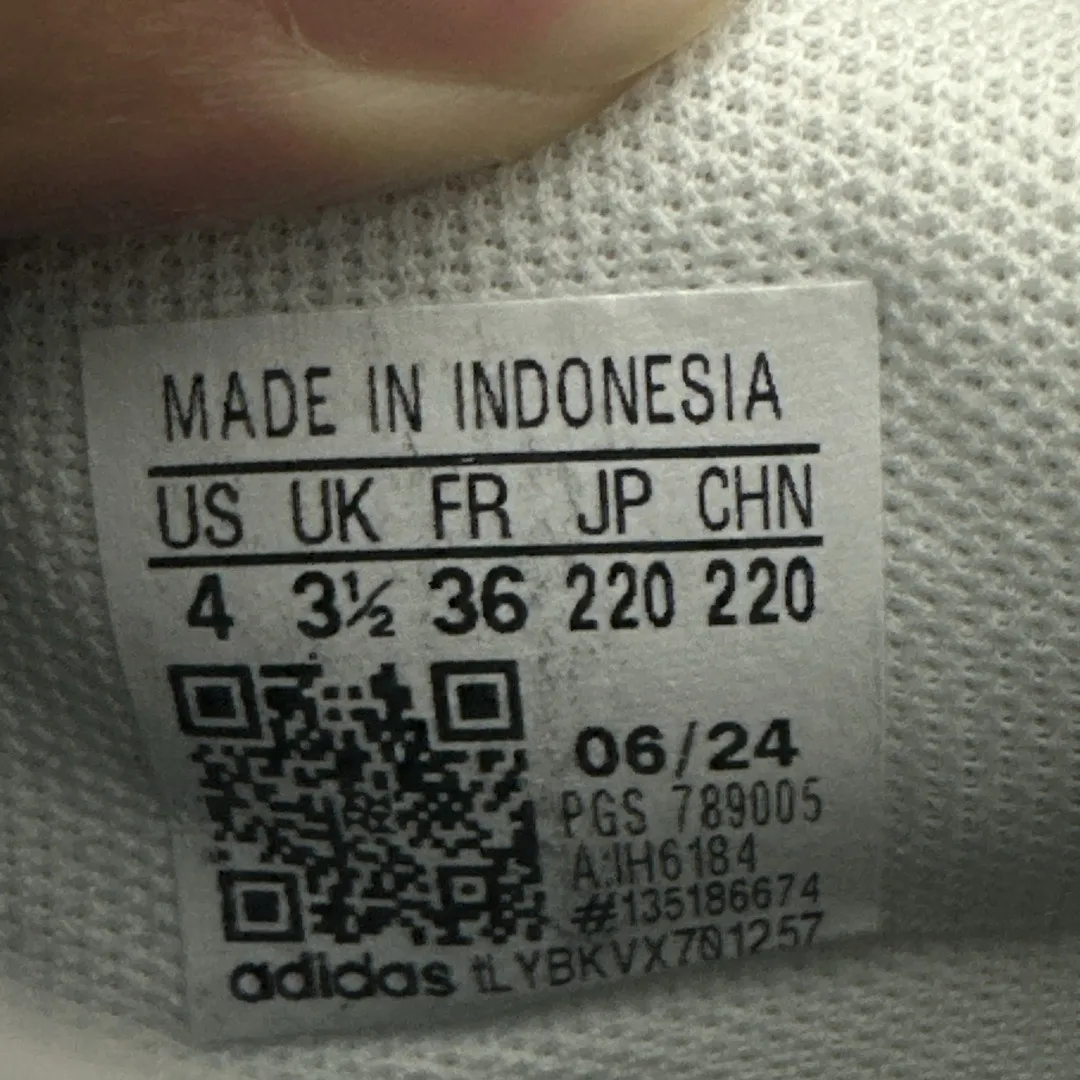 MADE IN INDONESIA
US UK FR JP CHN
4 3½ 36 220 220
06/24
PGS 789005
A:IH6184
#135186674
adidas tLYBKVX701257